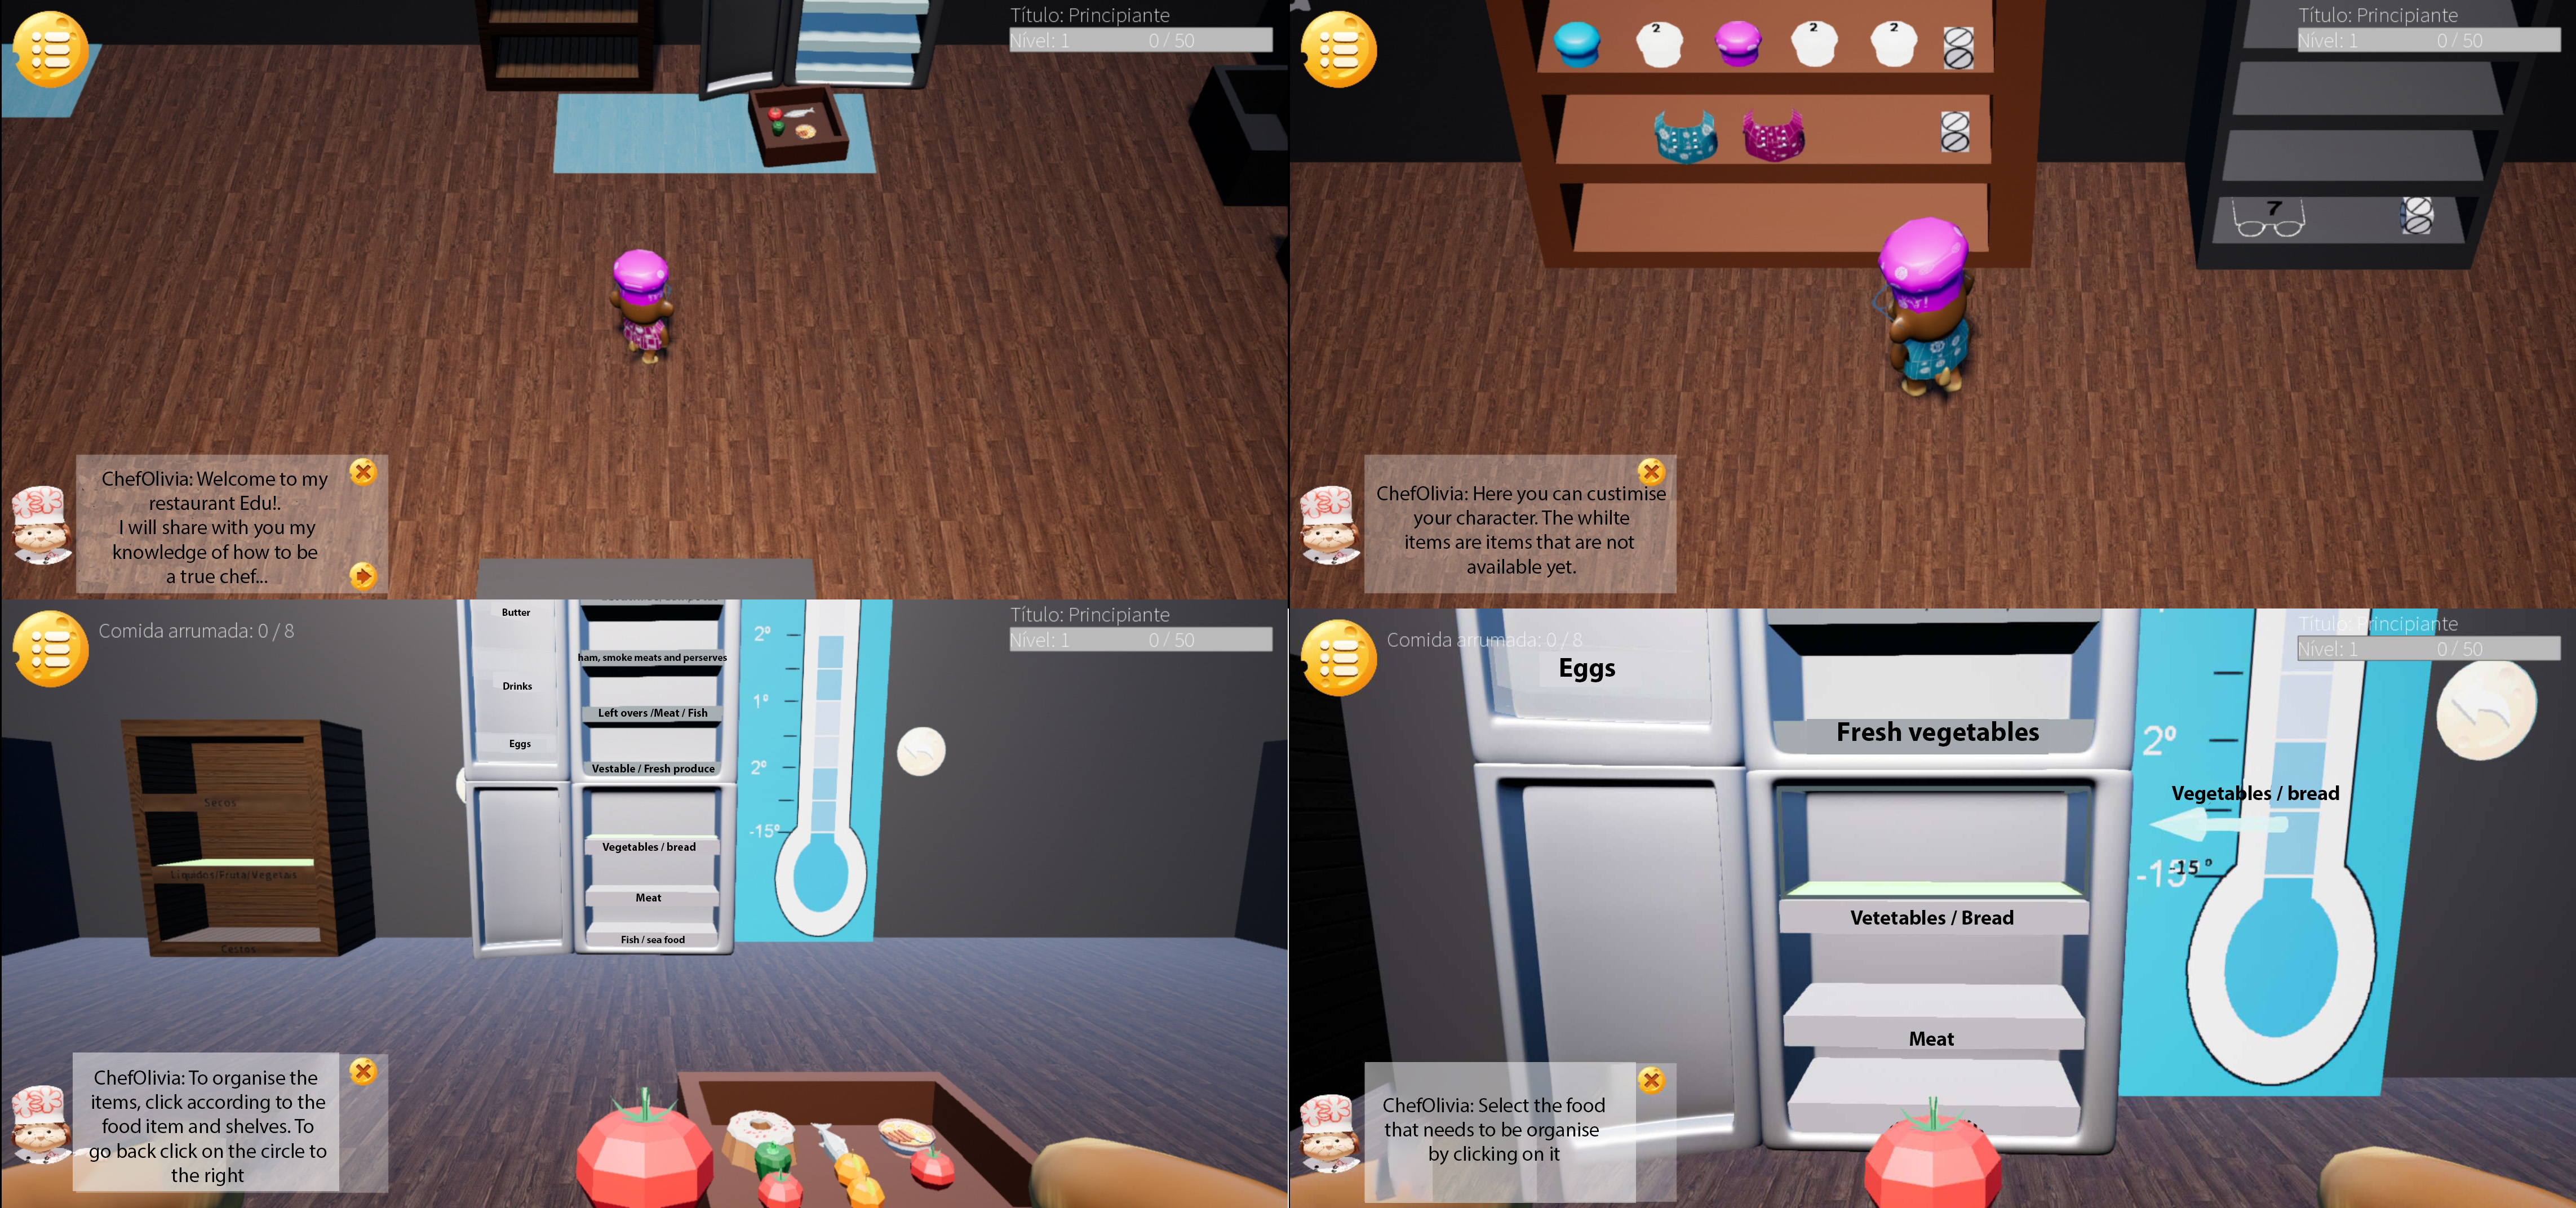 Título: Principiante
Nível: 1 0 / 50
ChefOlivia: Welcome to my
restaurant Edu!.
I will share with you my
knowledge of how to be
a true chef...
Título: Principiante
Nível: 1 0 / 50
2
2
2
7
ChefOlivia: Here you can custimise
your character. The whilte
items are items that are not
available yet.
Comida arrumada: 0 / 8
Título: Principiante
Nível: 1 0 / 50
Butter
Drinks
Eggs
ham, smoke meats and perserves
Left overs /Meat / Fish
Vestable / Fresh produce
Vegetables / bread
Meat
Fish / sea food
2º
1º
2º
-15º
Secos
Líquidos/Fruta/Vegetais
Cestos
ChefOlivia: To organise the
items, click according to the
food item and shelves. To
go back click on the circle to
the right
Comida arrumada: 0 / 8
Título: Principiante
Nível: 1 0 / 50
Eggs
Fresh vegetables
2º
Vegetables / bread
-15º
15º
Vetetables / Bread
Meat
ChefOlivia: Select the food
that needs to be organise
by clicking on it